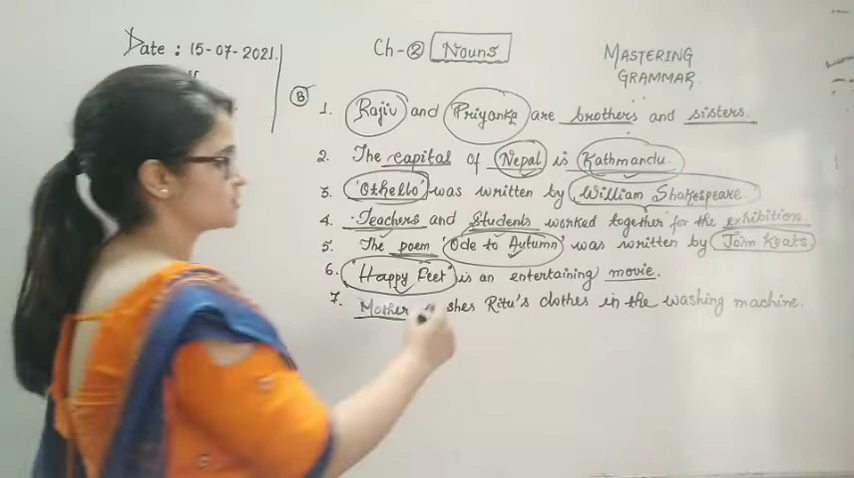 Date : 15-07-2021.
Ch-② Nouns
MASTERING
GRAMMAR
Ⓑ
1. Rajiv and Priyanka are brothers and sisters.
2. The capital of Nepal is Kathmandu.
3. 'Othello' was written by William Shakespeare.
4. Teachers and Students worked together for the exhibition.
5. The poem 'Ode to Autumn' was written by John Keats
6. 'Happy Feet' is an entertaining movie.
7. Mother Ritu's clothes in the washing machine.